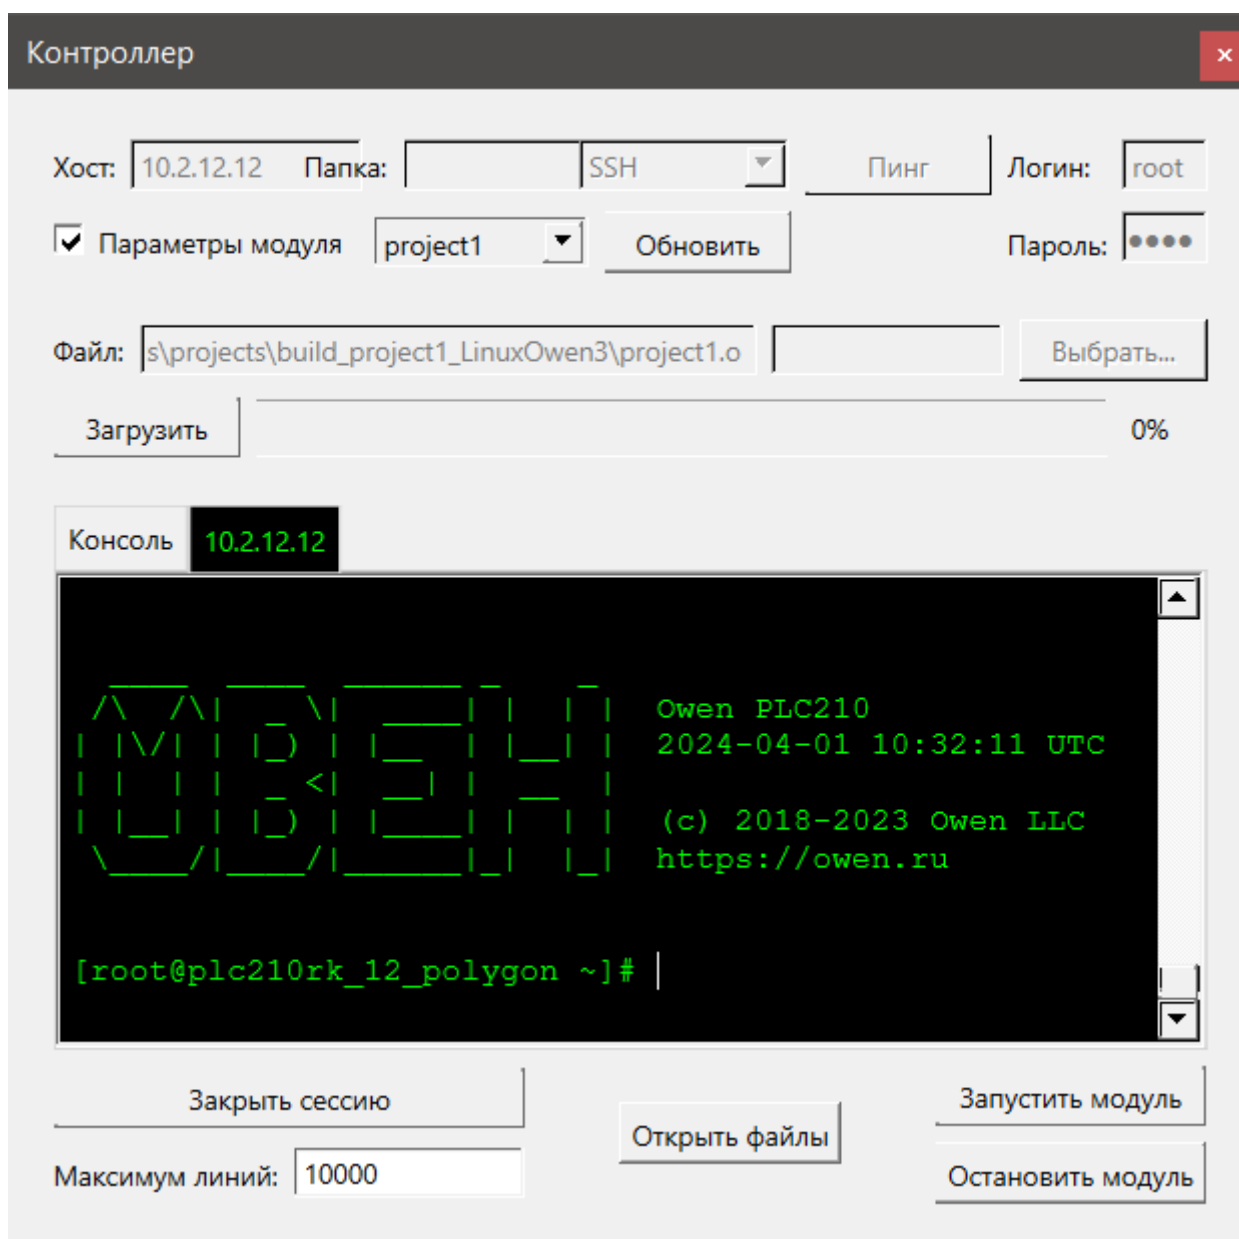 Контроллер
Хост: 10.2.12.12 Папка: SSH Пинг Логин: root
Параметры модуля project1 Обновить Пароль: ●●●●
Файл: s\projects\build_project1_LinuxOwen3\project1.o Выбрать...
Загрузить 0%
Консоль 10.2.12.12
ОВЕН
Owen PLC210
2024-04-01 10:32:11 UTC
(c) 2018-2023 Owen LLC
https://owen.ru
[root@plc210rk_12_polygon ~]#
Закрыть сессию Открыть файлы Запустить модуль
Максимум линий: 10000 Остановить модуль